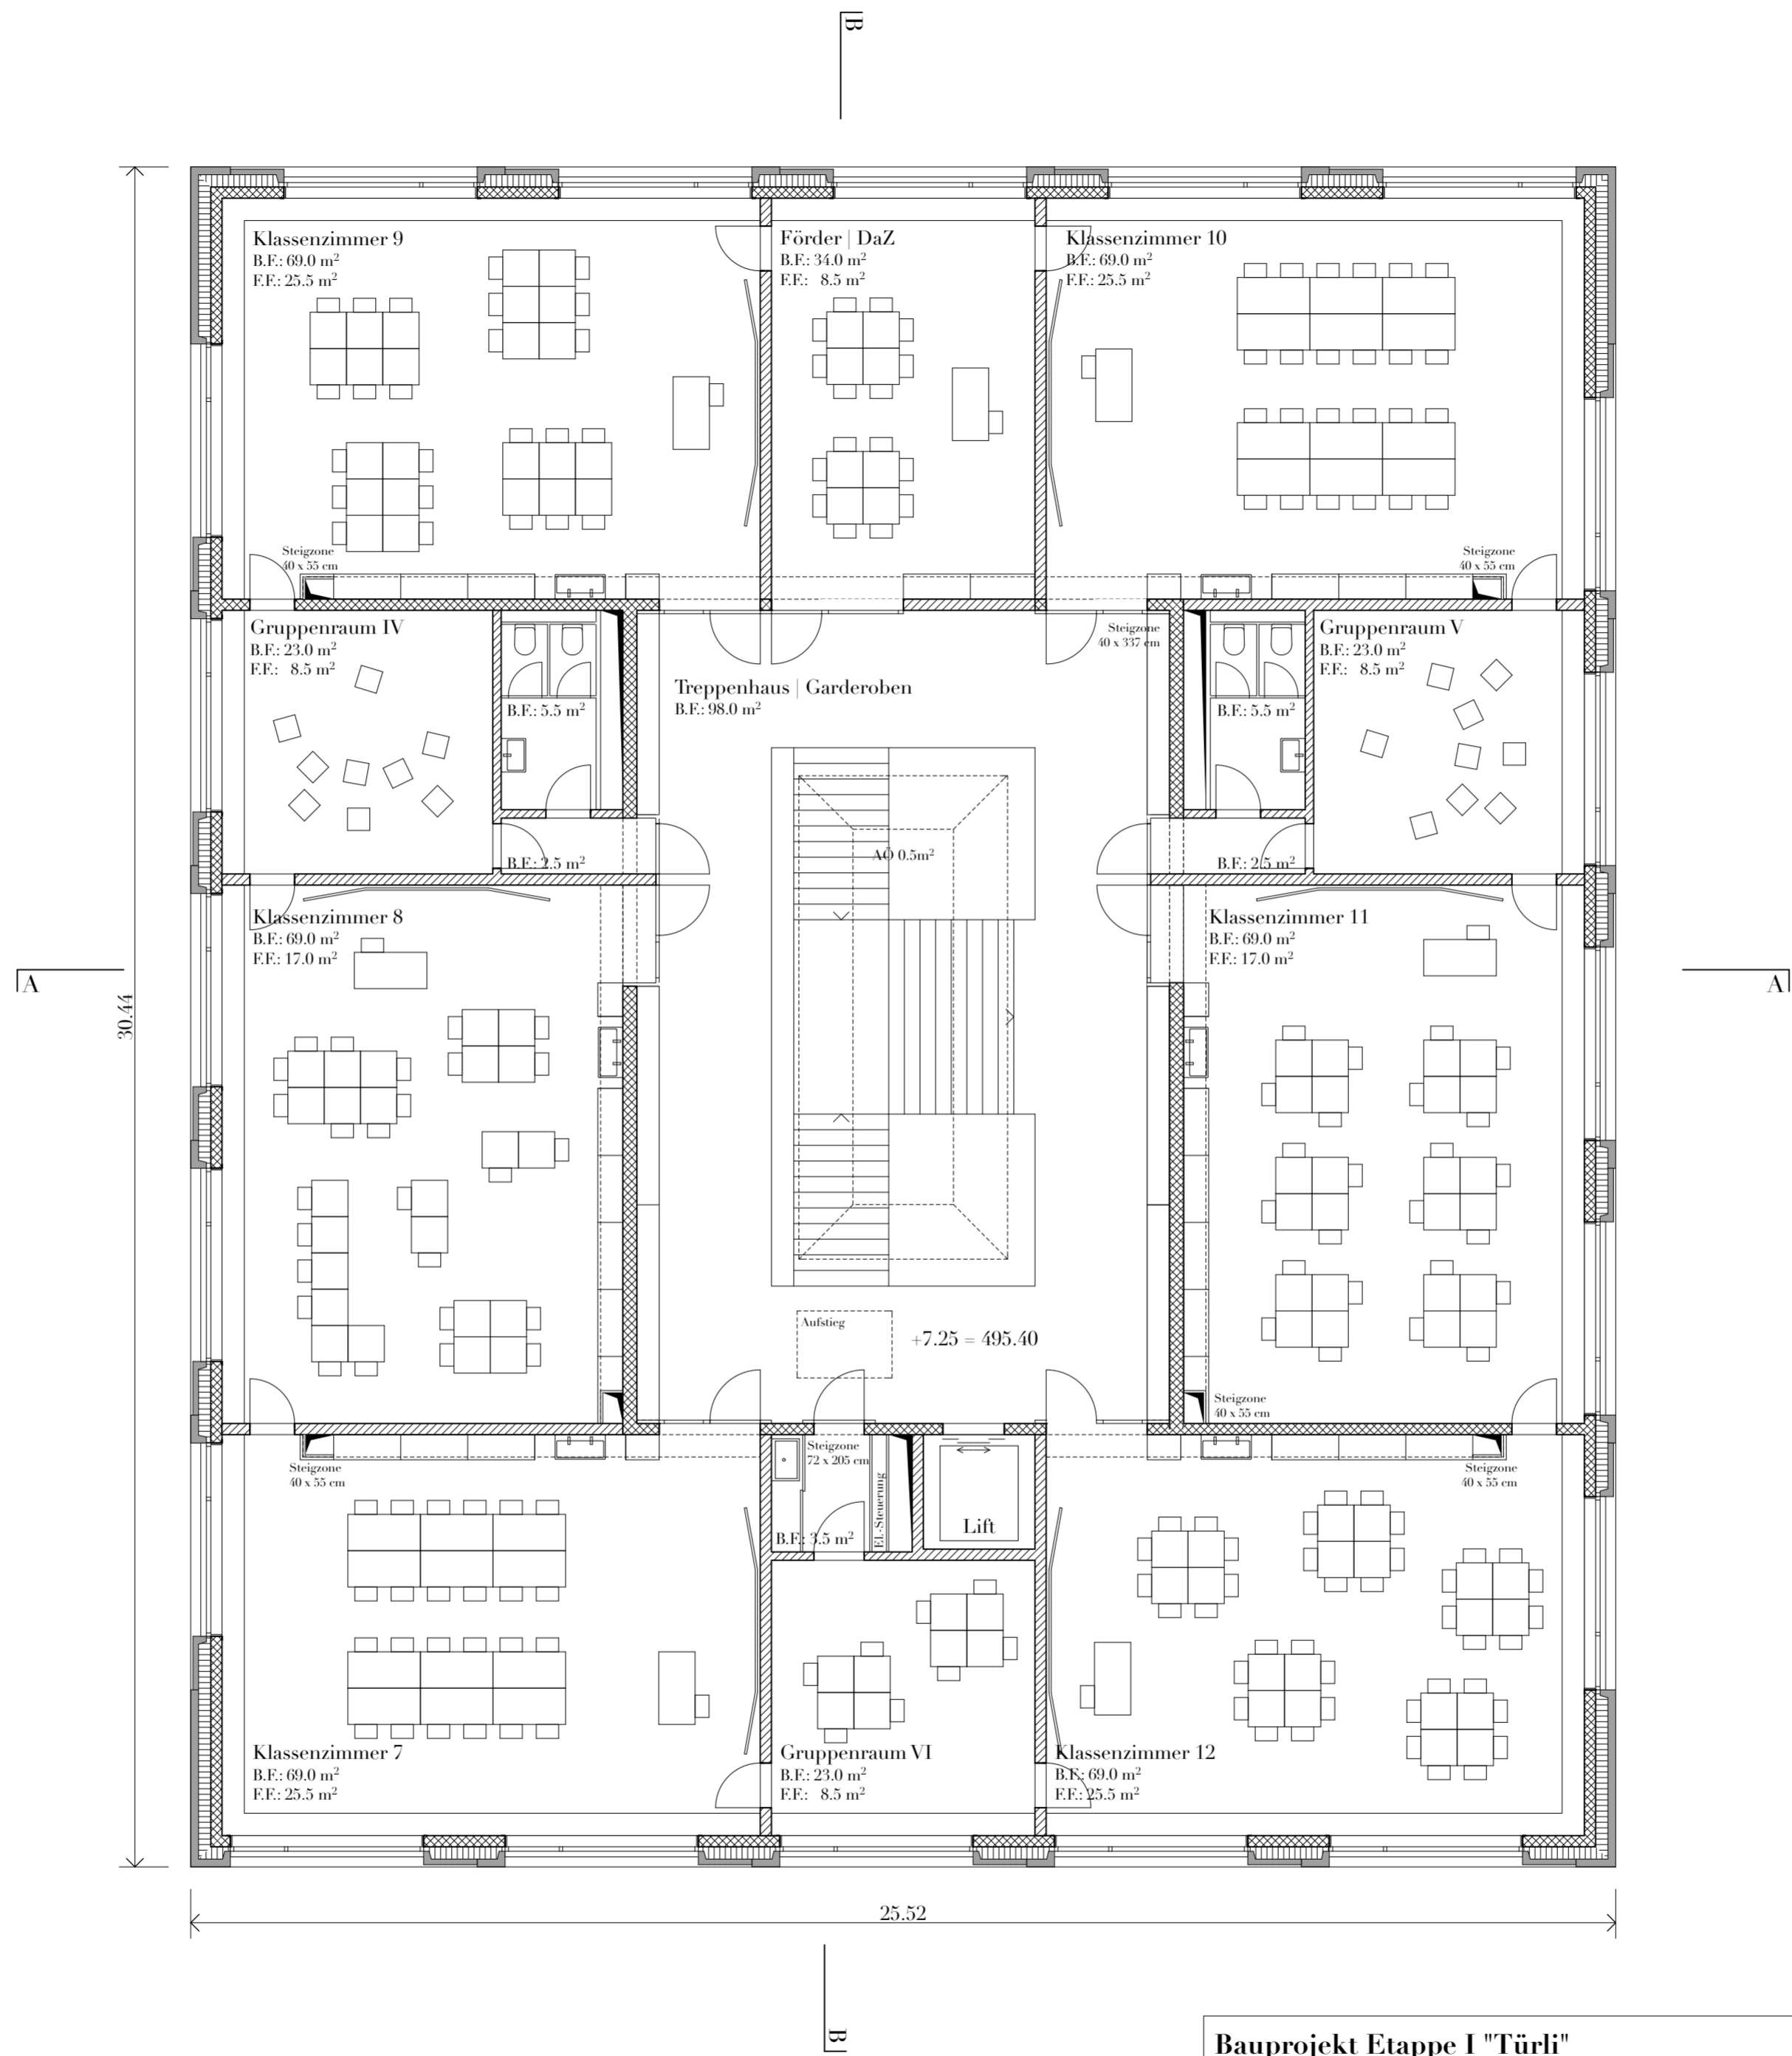 B
Klassenzimmer 9
B.F.: 69.0 m²
F.F.: 25.5 m²
Förder | DaZ
B.F.: 34.0 m²
F.F.: 8.5 m²
Klassenzimmer 10
B.F.: 69.0 m²
F.F.: 25.5 m²
Steigzone
40 x 55 cm
Steigzone
40 x 55 cm
Gruppenraum IV
B.F.: 23.0 m²
F.F.: 8.5 m²
B.F.: 5.5 m²
Treppenhaus | Garderoben
B.F.: 98.0 m²
Steigzone
40 x 337 cm
B.F.: 5.5 m²
Gruppenraum V
B.F.: 23.0 m²
F.F.: 8.5 m²
B.F.: 2.5 m²
AÖ 0.5m²
B.F.: 2.5 m²
Klassenzimmer 8
B.F.: 69.0 m²
F.F.: 17.0 m²
Klassenzimmer 11
B.F.: 69.0 m²
F.F.: 17.0 m²
A
A
30.44
Aufstieg
+7.25 = 495.40
Steigzone
40 x 55 cm
Steigzone
40 x 55 cm
Steigzone
72 x 205 cm
El.-Steuerung
B.F.: 3.5 m²
Lift
Steigzone
40 x 55 cm
Klassenzimmer 7
B.F.: 69.0 m²
F.F.: 25.5 m²
Gruppenraum VI
B.F.: 23.0 m²
F.F.: 8.5 m²
Klassenzimmer 12
B.F.: 69.0 m²
F.F.: 25.5 m²
25.52
B
Bauprojekt Etappe I "Türli"